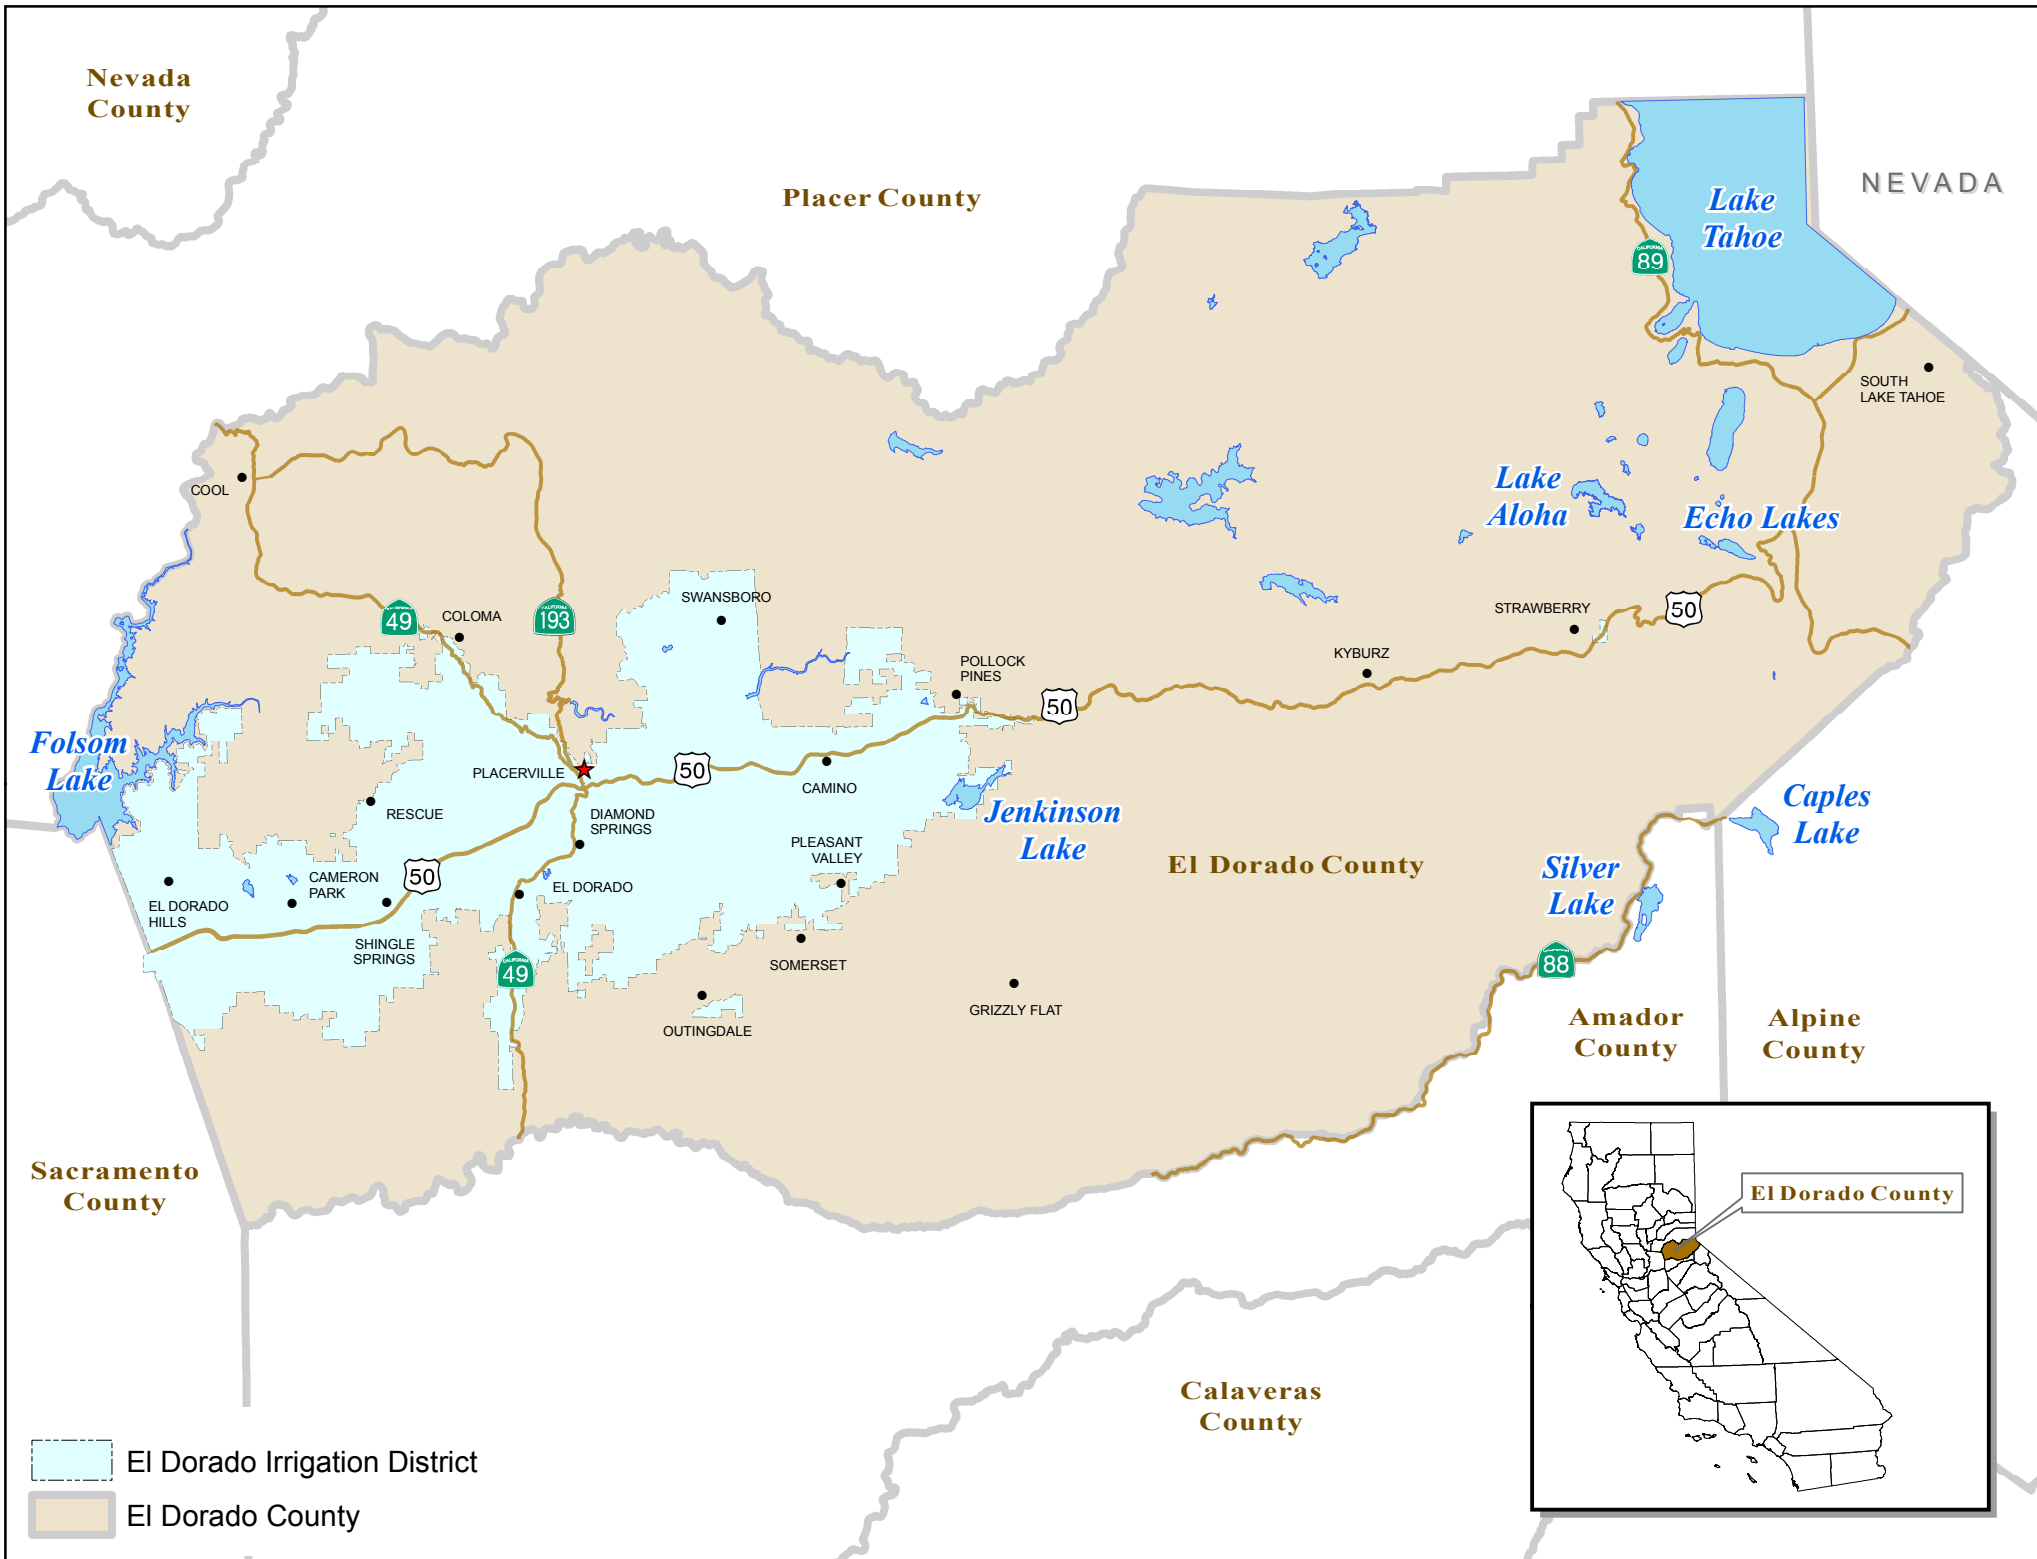 Nevada
County
Placer County
NEVADA
Lake
Tahoe
CALIFORNIA
89
SOUTH
LAKE TAHOE
COOL
Lake
Aloha
Echo Lakes
49
COLOMA
CALIFORNIA
193
SWANSBORO
STRAWBERRY
50
KYBURZ
POLLOCK
PINES
50
Folsom
Lake
PLACERVILLE
50
CAMINO
RESCUE
DIAMOND
SPRINGS
Jenkinson
Lake
Caples
Lake
PLEASANT
VALLEY
El Dorado County
Silver
Lake
50
CAMERON
PARK
EL DORADO
EL DORADO
HILLS
SHINGLE
SPRINGS
CALIFORNIA
49
SOMERSET
88
GRIZZLY FLAT
OUTINGDALE
Amador
County
Alpine
County
Sacramento
County
El Dorado County
Calaveras
County
El Dorado Irrigation District
El Dorado County